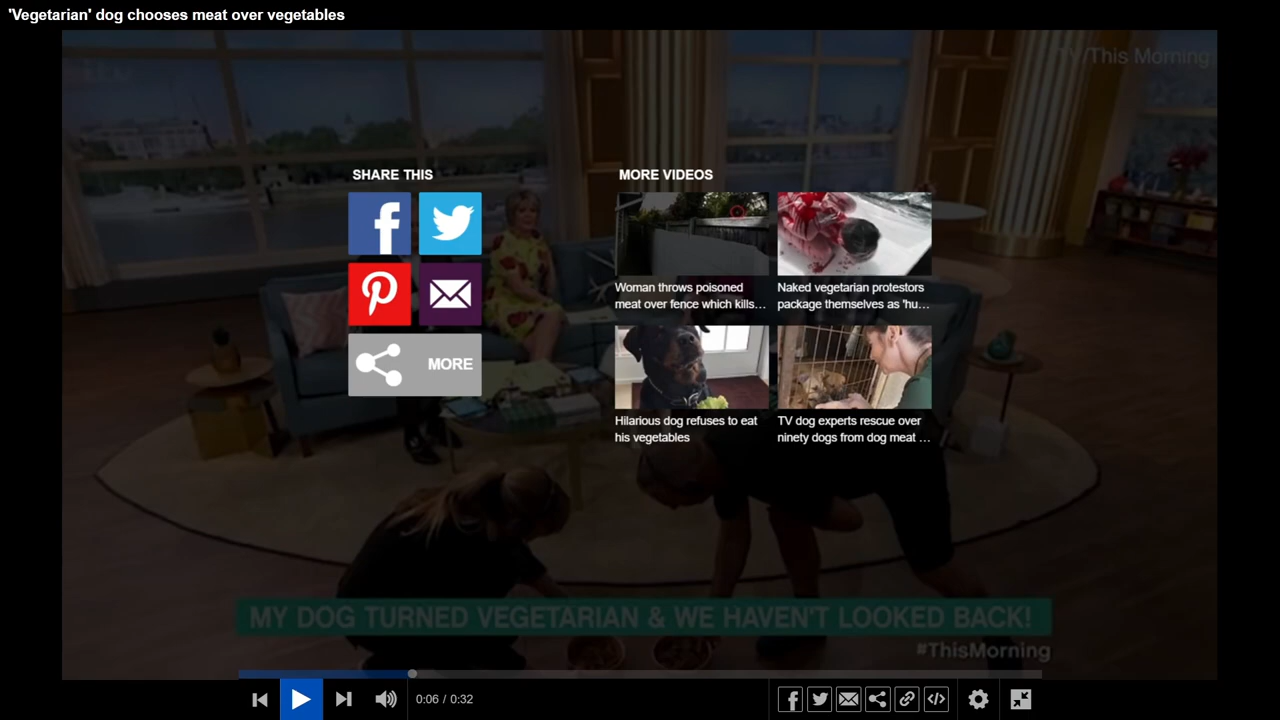 'Vegetarian' dog chooses meat over vegetables
TV/This Morning
SHARE THIS
MORE VIDEOS
MORE
Woman throws poisoned
meat over fence which kills...
Naked vegetarian protestors
package themselves as 'hu...
Hilarious dog refuses to eat
his vegetables
TV dog experts rescue over
ninety dogs from dog meat ...
MY DOG TURNED VEGETARIAN & WE HAVEN'T LOOKED BACK!
#ThisMorning
0:06 / 0:32